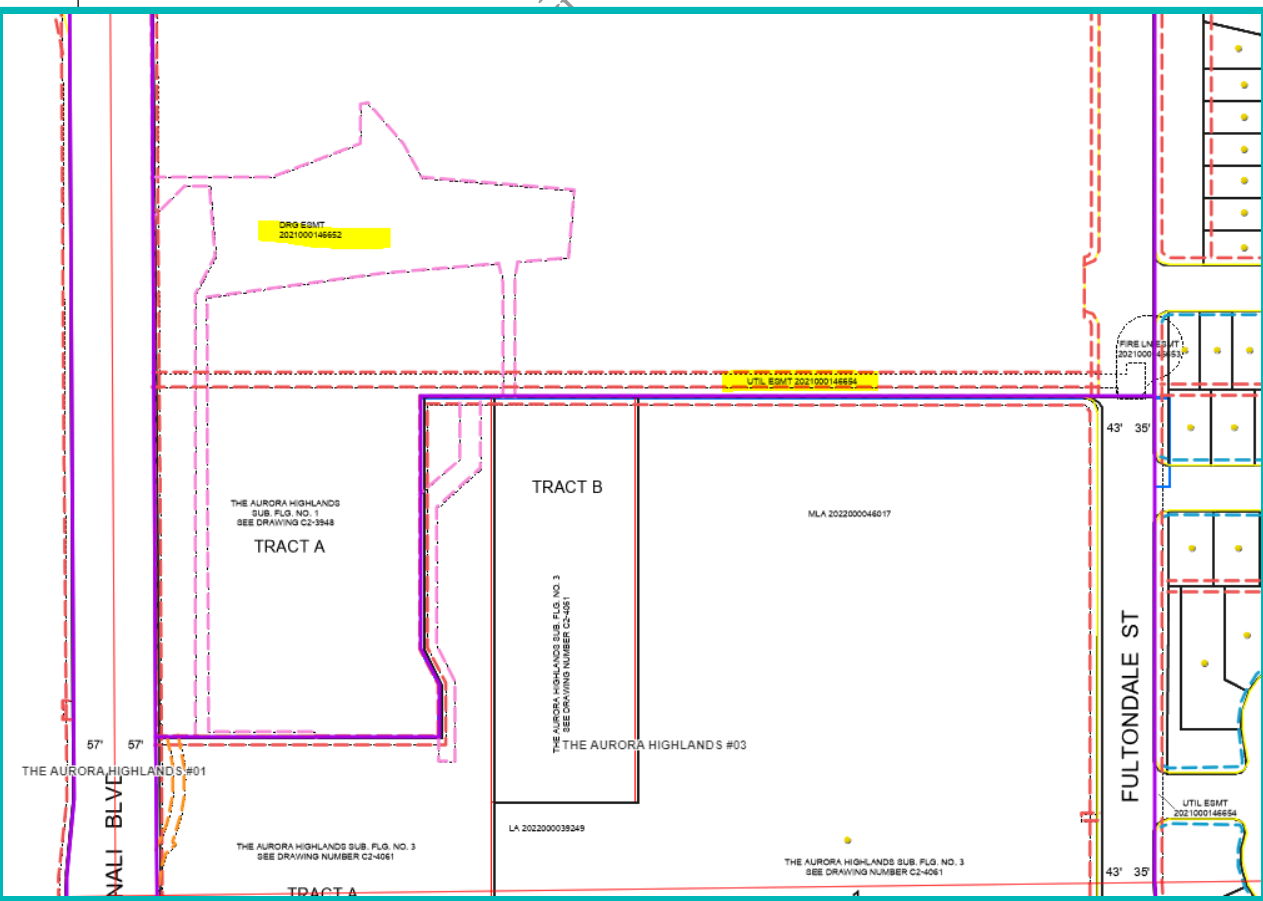 DRG ESMT
2021000146652
FIRE LN ESMT
UTIL ESMT 2021000146654
43' 35'
TRACT B
THE AURORA HIGHLANDS
SUB. FLG. NO. 1
SEE DRAWING C2-3948
TRACT A
MLA 2022000046017
THE AURORA HIGHLANDS SUB. FLG. NO. 3
SEE DRAWING NUMBER C2-4061
FULTONDALE ST
57' 57'
THE AURORA HIGHLANDS #03
THE AURORA HIGHLANDS #01
NALI BLVD
UTIL ESMT
2021000146654
LA 2022000039249
THE AURORA HIGHLANDS SUB. FLG. NO. 3
SEE DRAWING NUMBER C2-4061
THE AURORA HIGHLANDS SUB. FLG. NO. 3
SEE DRAWING NUMBER C2-4061
43' 35'
TRACT A